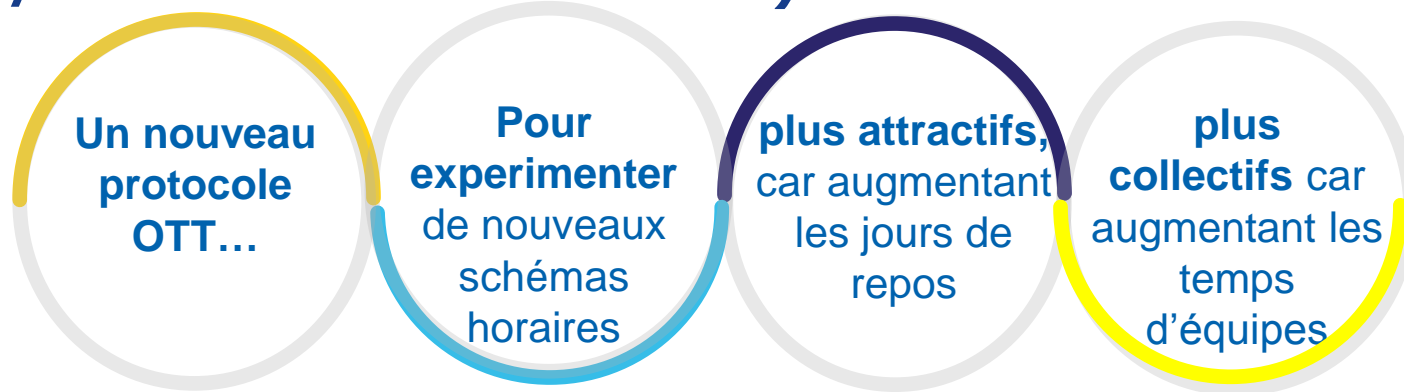 Un nouveau
protocole
OTT…
Pour
experimenter
de nouveaux
schémas
horaires
plus attractifs,
car augmentant
les jours de
repos
plus
collectifs car
augmentant les
temps
d’équipes